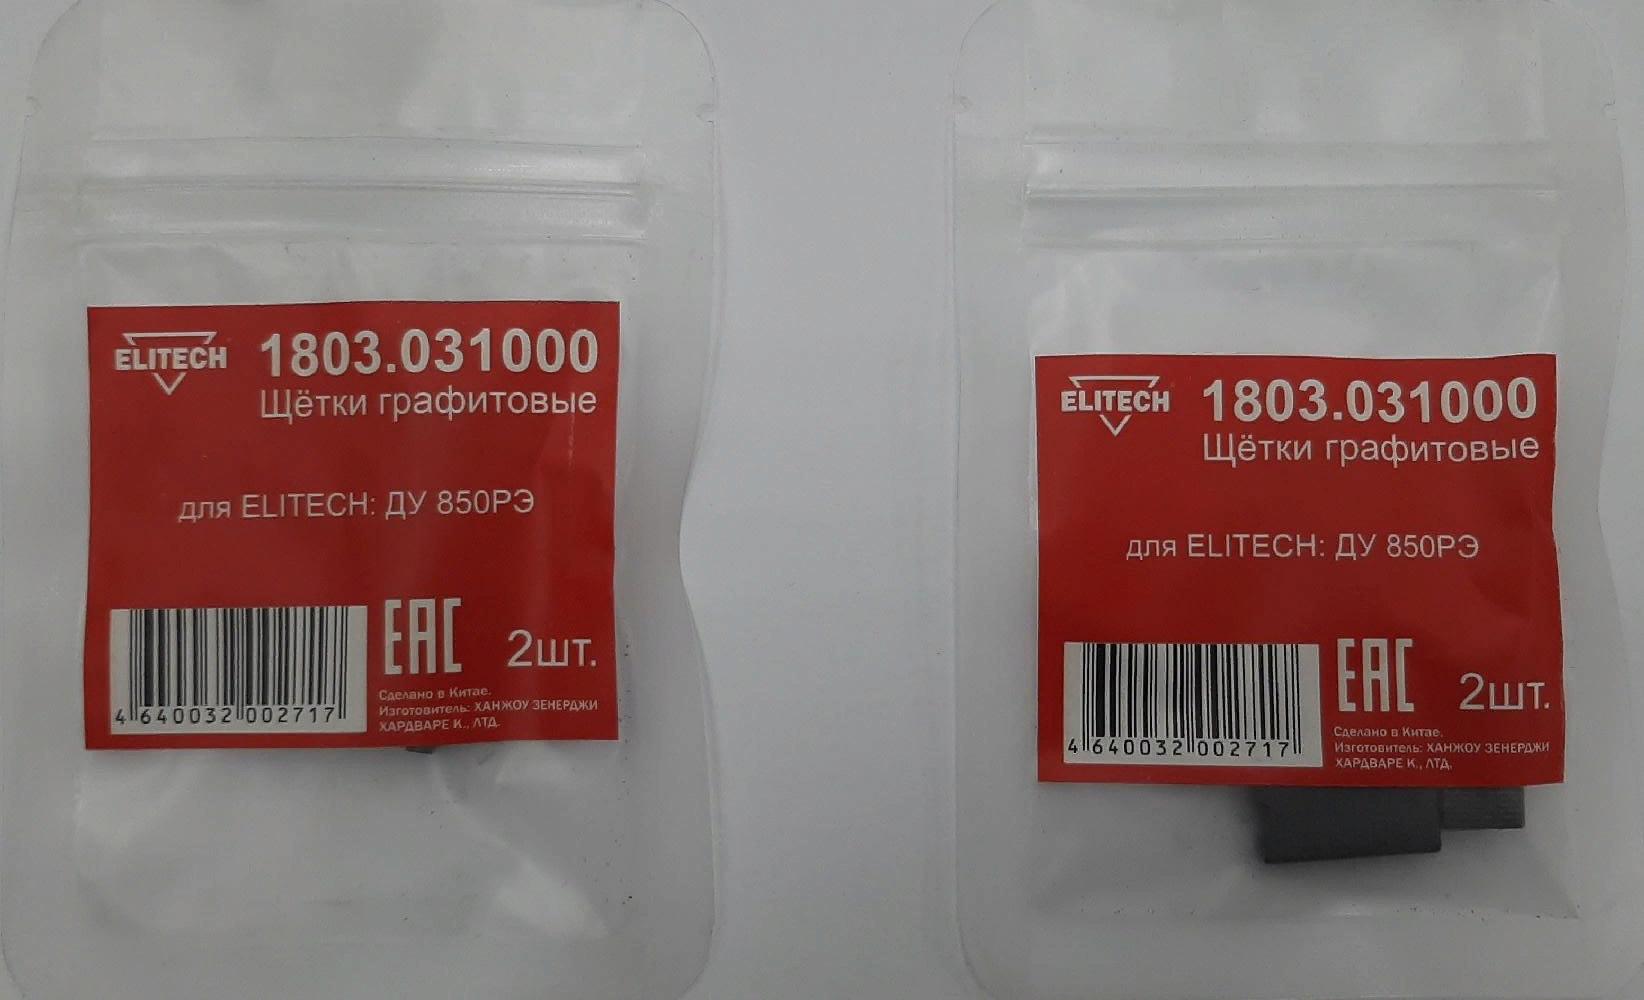 ELITECH
1803.031000
Щётки графитовые
для ELITECH: ДУ 850РЭ
EAC
2шт.
Сделано в Китае.
Изготовитель: ХАНЖОУ ЗЕНЕРДЖИ
ХАРДВАРЕ К., ЛТД.
4 640032 002717
ELITECH
1803.031000
Щётки графитовые
для ELITECH: ДУ 850РЭ
EAC
2шт.
Сделано в Китае.
Изготовитель: ХАНЖОУ ЗЕНЕРДЖИ
ХАРДВАРЕ К., ЛТД.
4 640032 002717